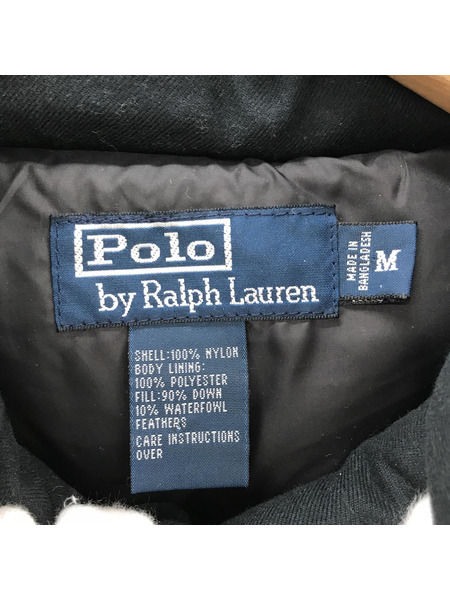 Polo
by Ralph Lauren
MADE IN
BANGLADESH
M
SHELL:100% NYLON
BODY LINING:
100% POLYESTER
FILL:90% DOWN
10% WATERFOWL
FEATHERS
CARE INSTRUCTIONS
OVER